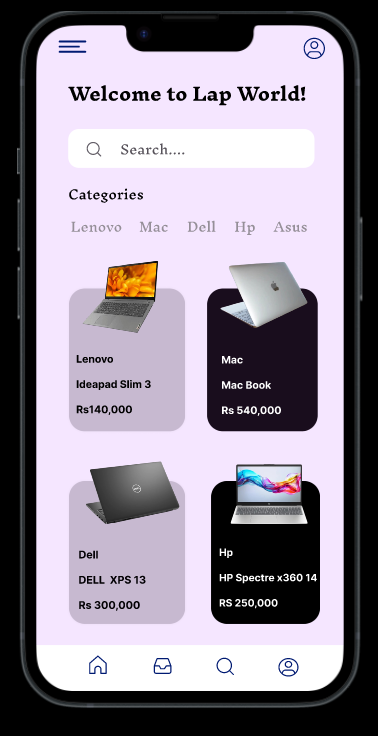 Welcome to Lap World!
Search....
Categories
Lenovo Mac Dell Hp Asus
Lenovo
Ideapad Slim 3
Rs140,000
Mac
Mac Book
Rs 540,000
Dell
DELL XPS 13
Rs 300,000
Hp
HP Spectre x360 14
RS 250,000